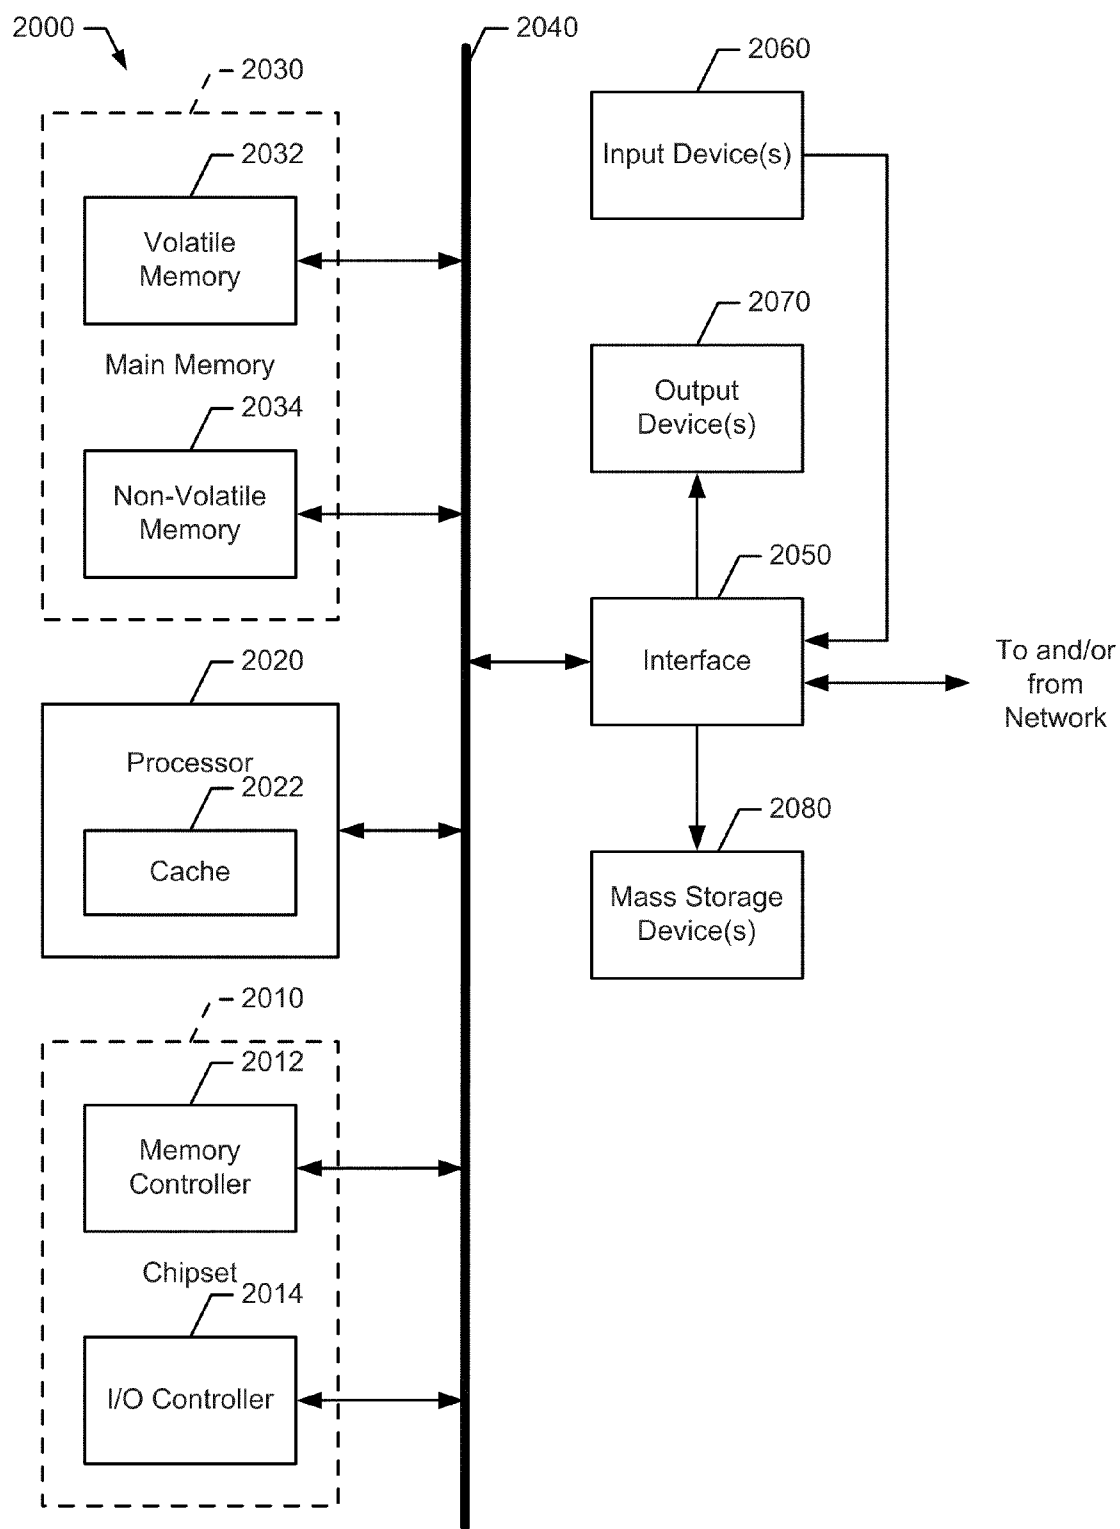 2000
2040
2030
2060
2032
Input Device(s)
Volatile
Memory
2070
Main Memory
Output
Device(s)
2034
Non-Volatile
Memory
2050
2020
Interface
To and/or
from
Network
Processor
2022
2080
Cache
Mass Storage
Device(s)
2010
2012
Memory
Controller
Chipset
2014
I/O Controller